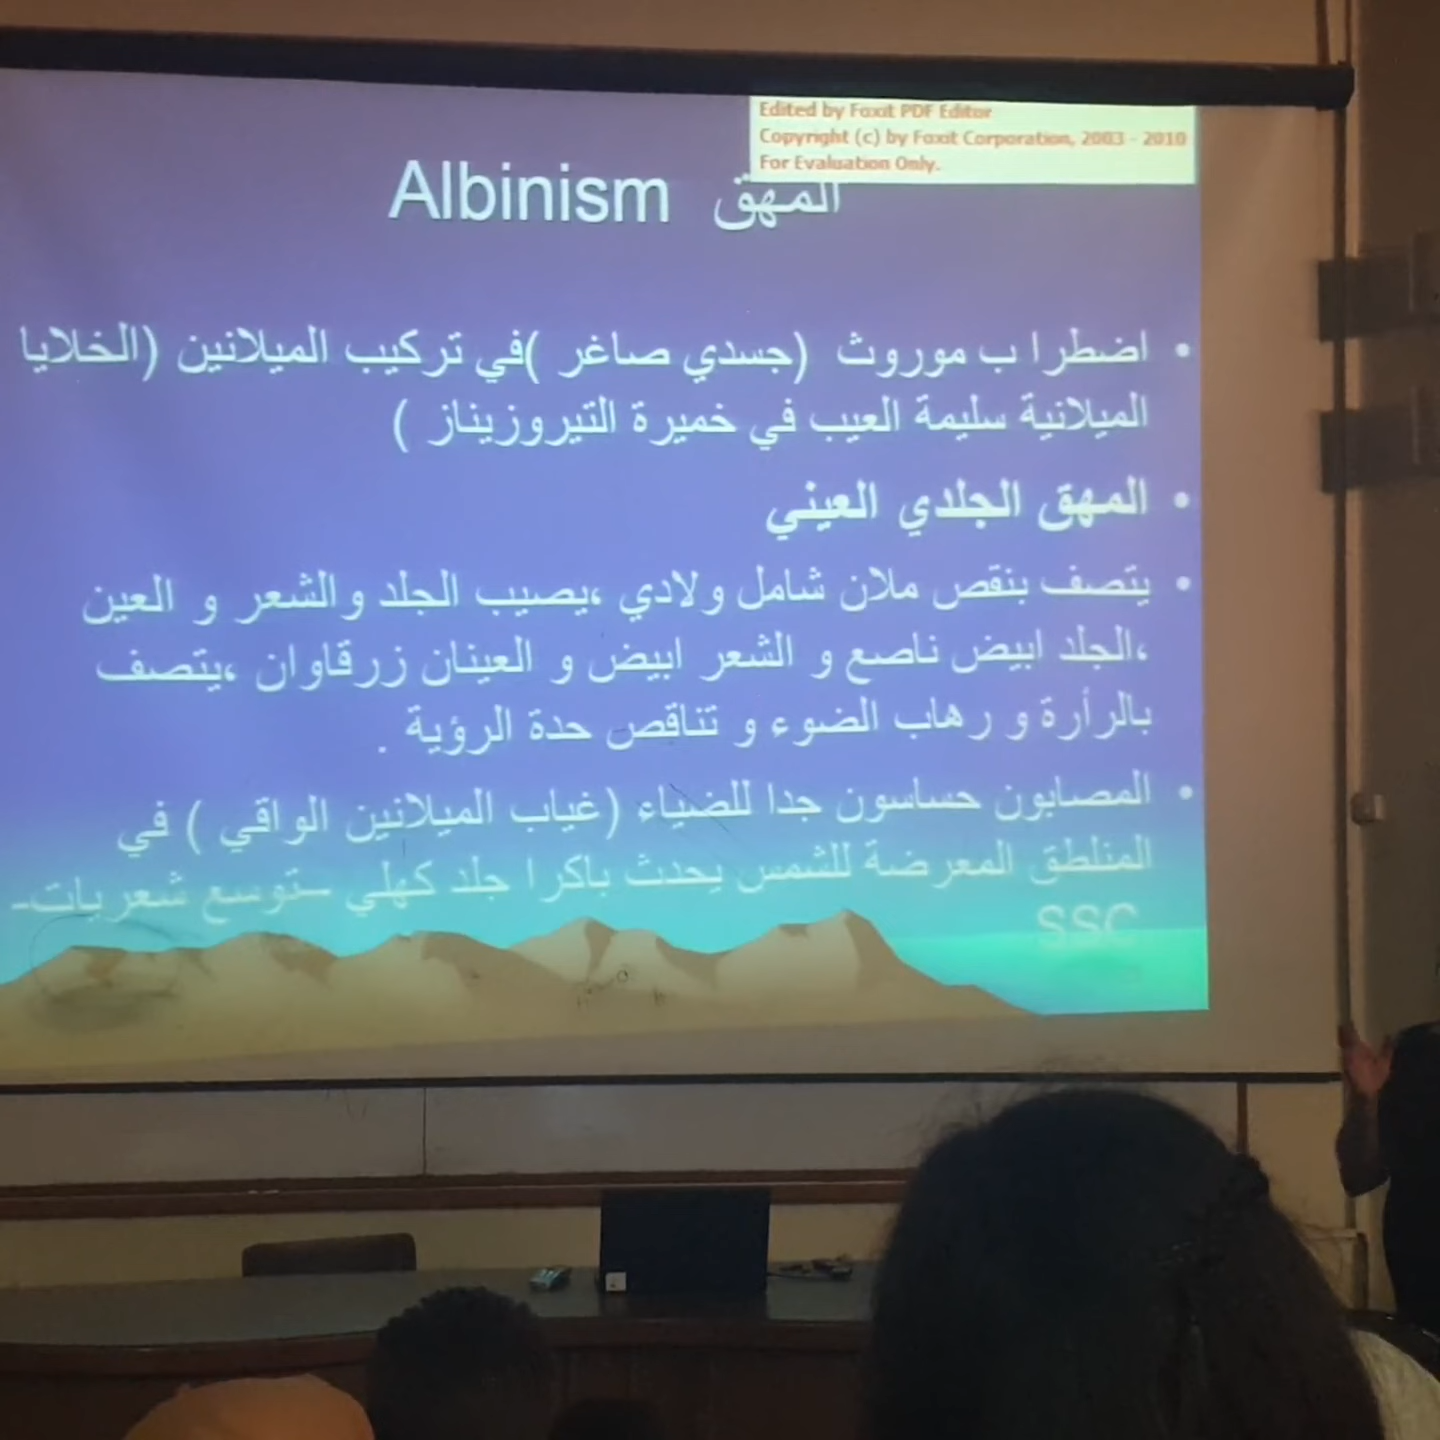 Edited by Foxit PDF Editor
Copyright (c) by Foxit Corporation, 2003 - 2010
For Evaluation Only.
المهق Albinism
• اضطرا ب موروث (جسدي صاغر )في تركيب الميلانين (الخلايا
الميلانية سليمة العيب في خميرة التيروزيناز )
• المهق الجلدي العيني
• يتصف بنقص ملان شامل ولادي ،يصيب الجلد والشعر و العين
،الجلد ابيض ناصع و الشعر ابيض و العينان زرقاوان ،يتصف
بالرأرة و رهاب الضوء و تناقص حدة الرؤية .
• المصابون حساسون جدا للضياء (غياب الميلانين الواقي ) في
المنلطق المعرضة للشمس يحدث باكرا جلد كهلي –توسع شعريات-
SSC